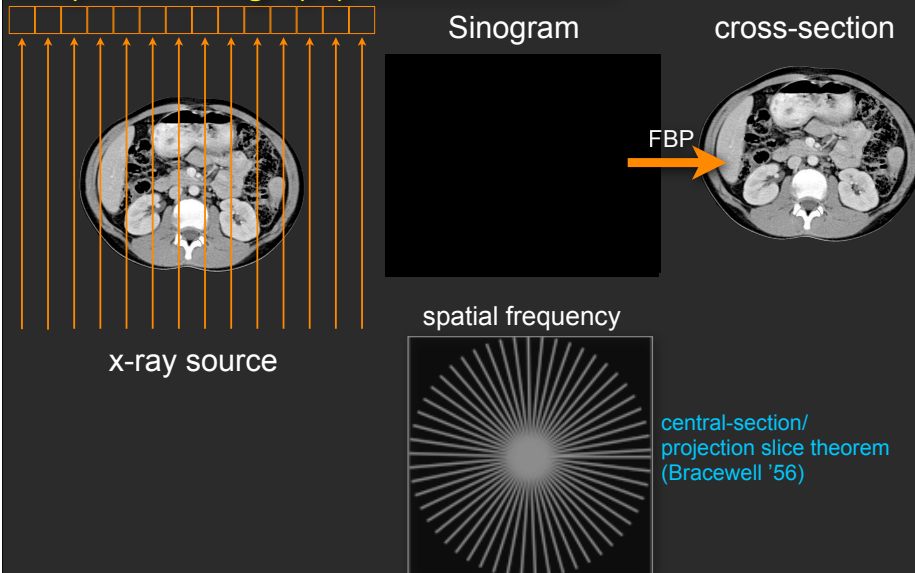 Sinogram
cross-section
FBP
x-ray source
spatial frequency
central-section/
projection slice theorem
(Bracewell ’56)